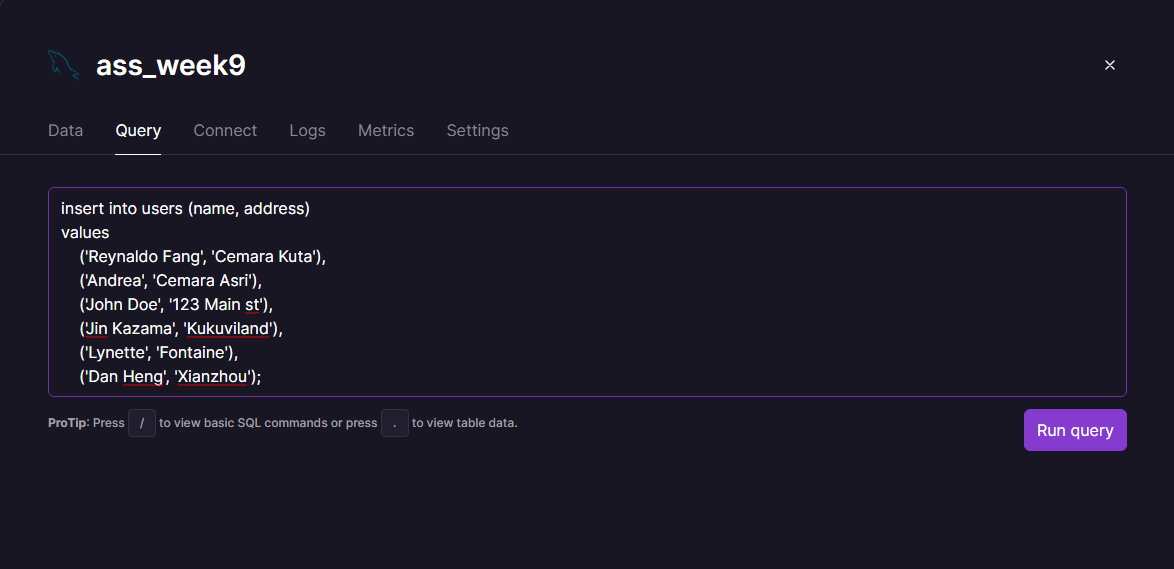 ass_week9
Data Query Connect Logs Metrics Settings
insert into users (name, address)
values
('Reynaldo Fang', 'Cemara Kuta'),
('Andrea', 'Cemara Asri'),
('John Doe', '123 Main st'),
('Jin Kazama', 'Kukuviland'),
('Lynette', 'Fontaine'),
('Dan Heng', 'Xianzhou');
ProTip: Press / to view basic SQL commands or press . to view table data.
Run query